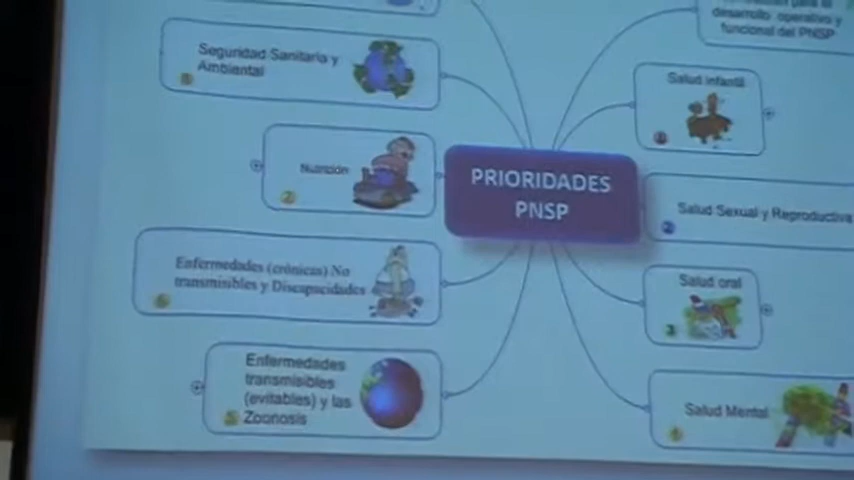 desarrollo operativo y
funcional del PNSP
Seguridad Sanitaria y
Ambiental
Salud infantil
Nutrición
PRIORIDADES
PNSP
Salud Sexual y Reproductiva
Enfermedades (crónicas) No
transmisibles y Discapacidades
Salud oral
Enfermedades
transmisibles
(evitables) y las
Zoonosis
Salud Mental